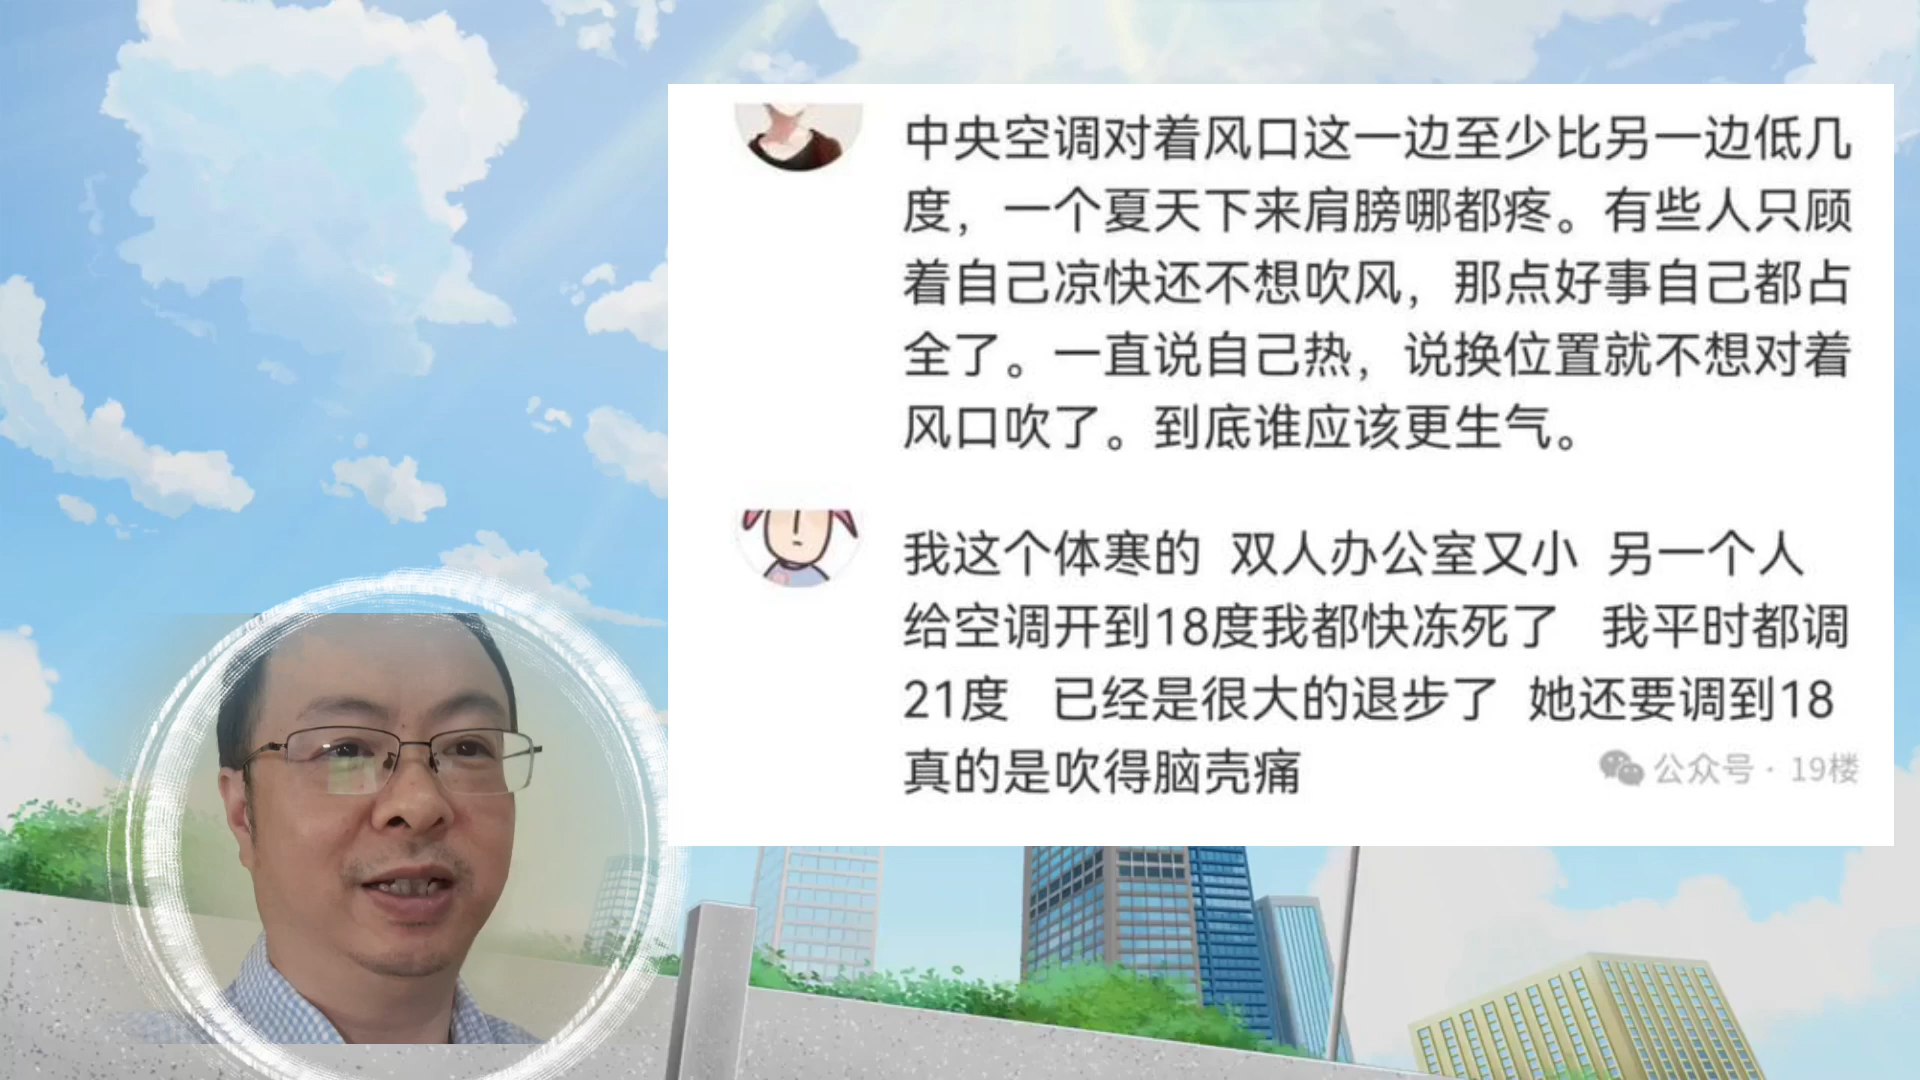 中央空调对着风口这一边至少比另一边低几
度，一个夏天下来肩膀哪都疼。有些人只顾
着自己凉快还不想吹风，那点好事自己都占
全了。一直说自己热，说换位置就不想对着
风口吹了。到底谁应该更生气。
我这个体寒的 双人办公室又小 另一个人
给空调开到18度我都快冻死了 我平时都调
21度 已经是很大的退步了 她还要调到18
真的是吹得脑壳痛
公众号·19楼